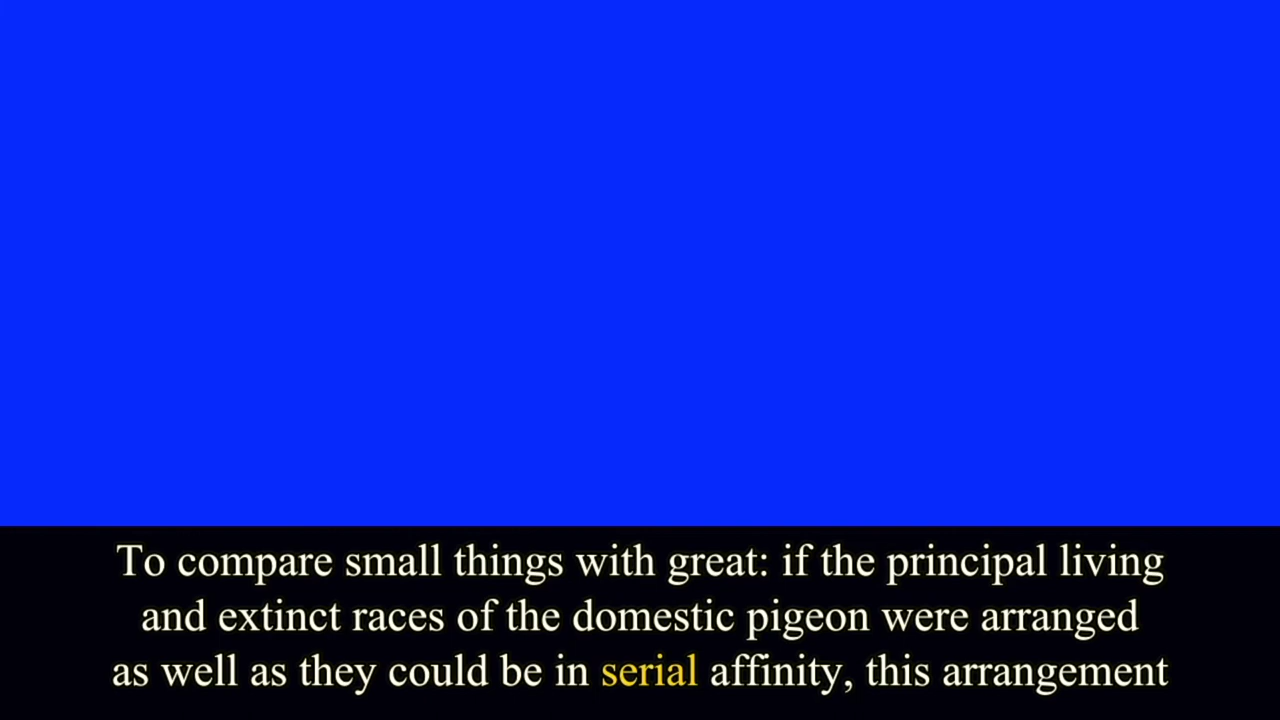 To compare small things with great: if the principal living
and extinct races of the domestic pigeon were arranged
as well as they could be in serial affinity, this arrangement